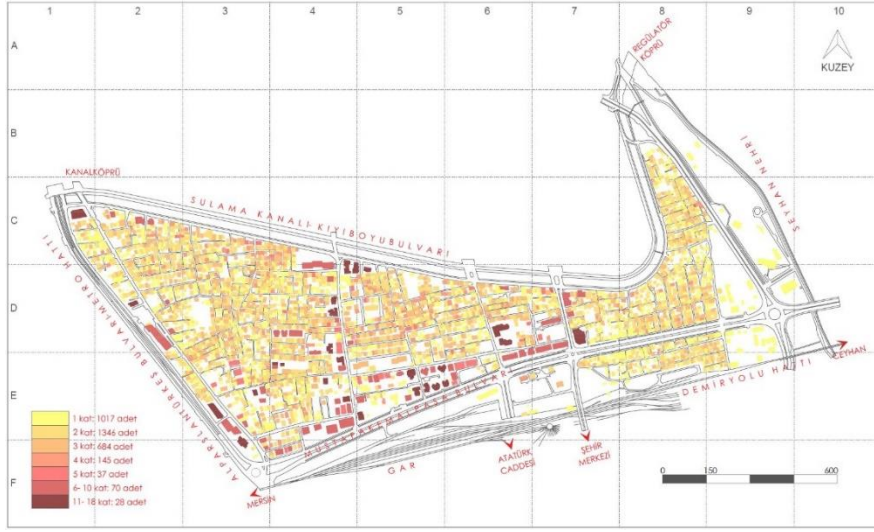 1 2 3 4 5 6 7 8 9 10
A
B
C
D
E
F
REGÜLATÖR
KÖPRÜ
KUZEY
KANALKÖPRÜ
SULAMA KANALI-KIYIBOYUBULVARI
SEYHAN NEHRİ
ALPARSLANTÜRKEŞ BULVARI-METRO HATTI
MUSTAFAKEMALPAŞA BULVARI
DEMİRYOLU HATTI
CEYHAN
GAR
ATATÜRK
CADDESİ
ŞEHİR
MERKEZİ
MERSİN
1 kat: 1017 adet
2 kat: 1346 adet
3 kat: 684 adet
4 kat: 145 adet
5 kat: 37 adet
6- 10 kat: 70 adet
11- 18 kat: 28 adet
0 150 600